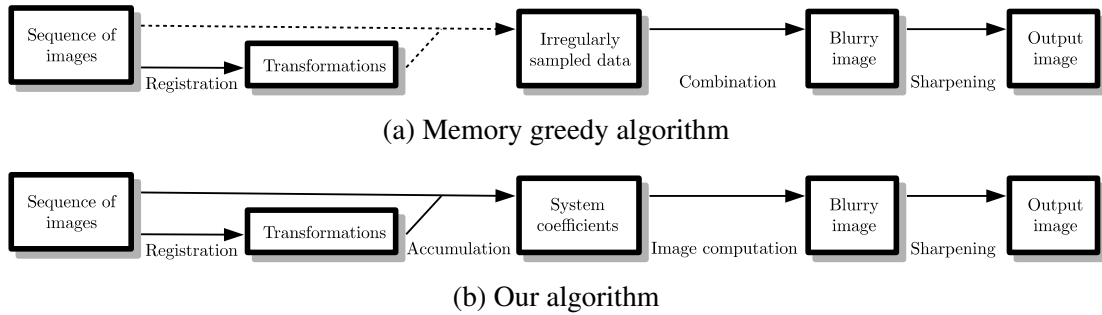 Sequence of
images
Registration
Transformations
Irregularly
sampled data
Combination
Blurry
image
Sharpening
Output
image
(a) Memory greedy algorithm
Sequence of
images
Registration
Transformations
Accumulation
System
coefficients
Image computation
Blurry
image
Sharpening
Output
image
(b) Our algorithm